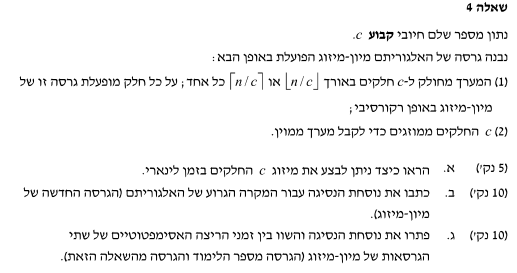 שאלה 4
נתון מספר שלם חיובי קבוע c.
נבנה גרסה של האלגוריתם מיון-מיזוג הפועלת באופן הבא:
(1) המערך מחולק ל-c חלקים באורך ⌊n/c⌋ או ⌈n/c⌉ כל אחד; על כל חלק מופעלת גרסה זו של
מיון-מיזוג באופן רקורסיבי;
(2) c החלקים ממוזגים כדי לקבל מערך ממוין.
(5 נק') א. הראו כיצד ניתן לבצע את מיזוג c החלקים בזמן לינארי.
(10 נק') ב. כתבו את נוסחת הנסיגה עבור המקרה הגרוע של האלגוריתם (הגרסה החדשה של
מיון-מיזוג).
(10 נק') ג. פתרו את נוסחת הנסיגה והשוו בין זמני הריצה האסימפטוטיים של שתי
הגרסאות של מיון-מיזוג (הגרסה מספר הלימוד והגרסה מהשאלה הזאת).